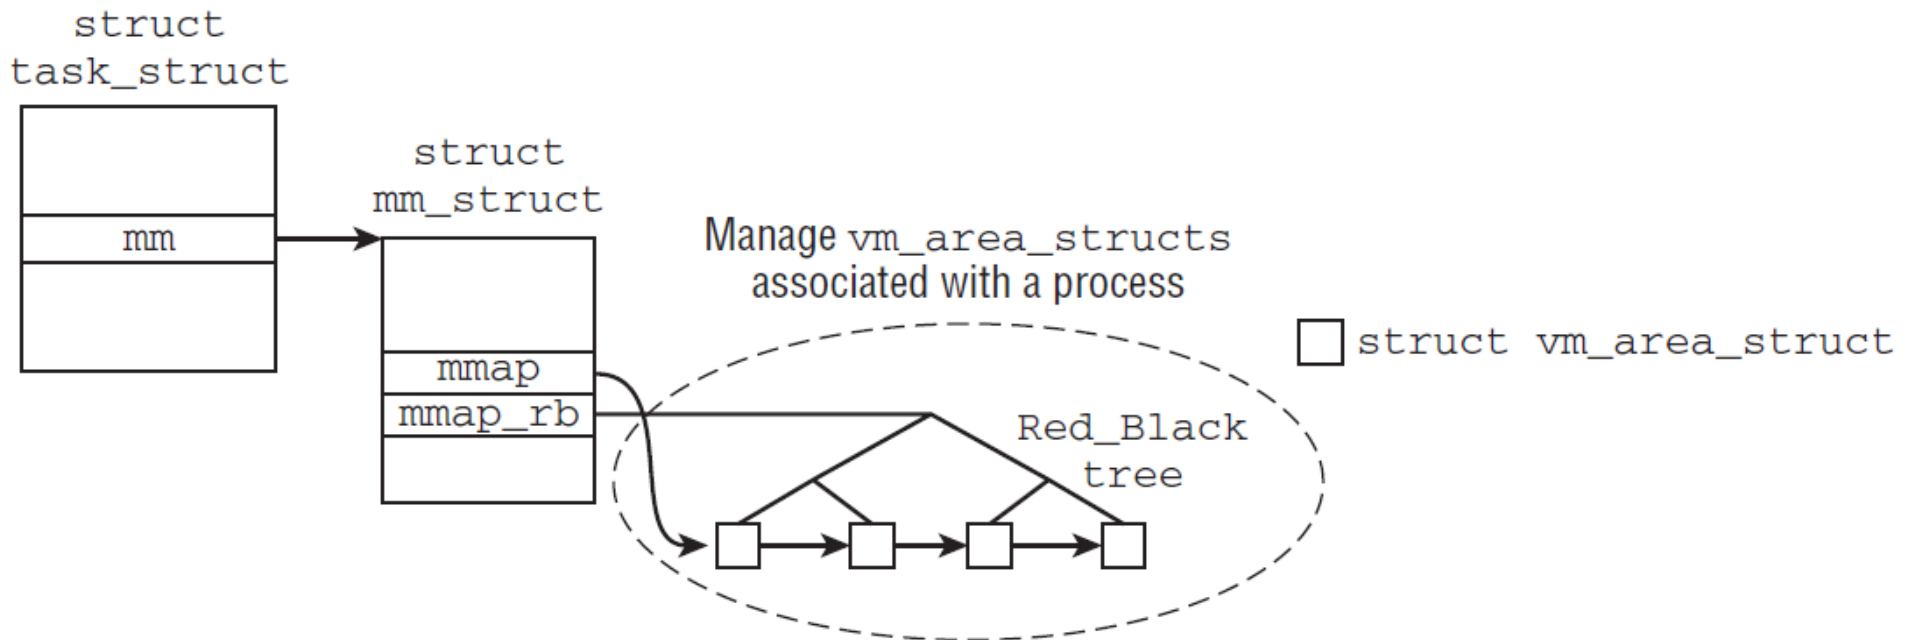 struct
task_struct
mm
struct
mm_struct
mmap
mmap_rb
Manage vm_area_structs
associated with a process
Red_Black
tree
struct vm_area_struct